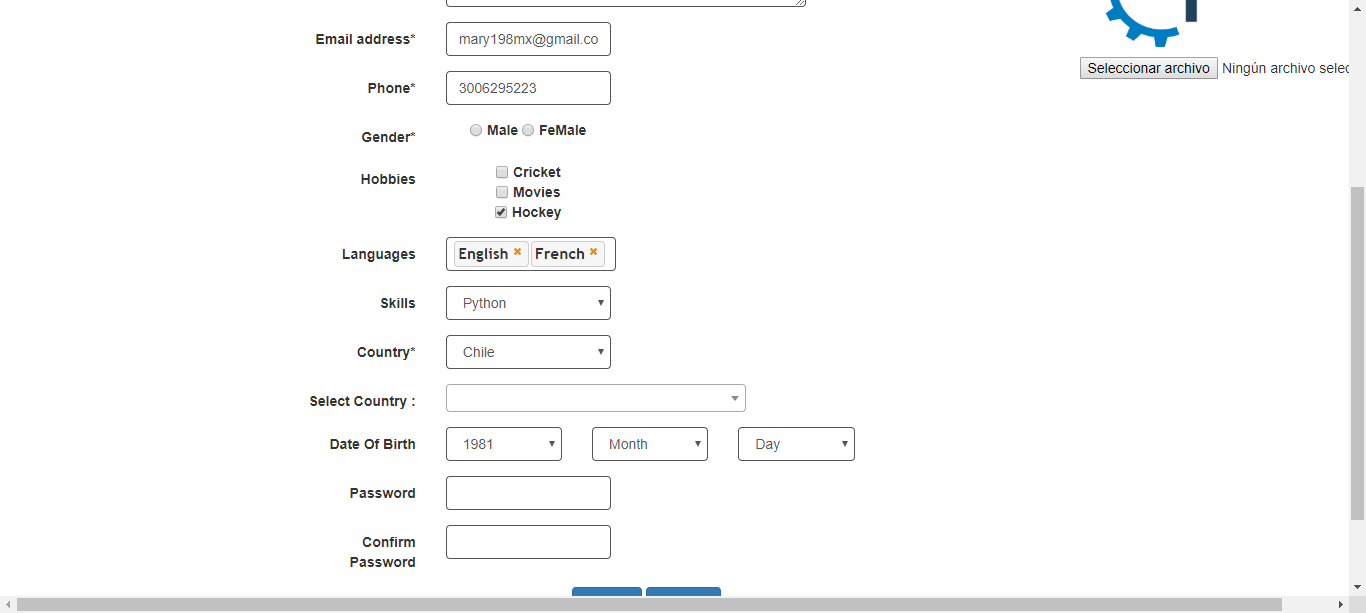 Email address* mary198mx@gmail.co
Seleccionar archivo Ningún archivo selec
Phone* 3006295223
Gender* Male FeMale
Hobbies Cricket
Movies
Hockey
Languages English French
Skills Python
Country* Chile
Select Country :
Date Of Birth 1981 Month Day
Password
Confirm
Password